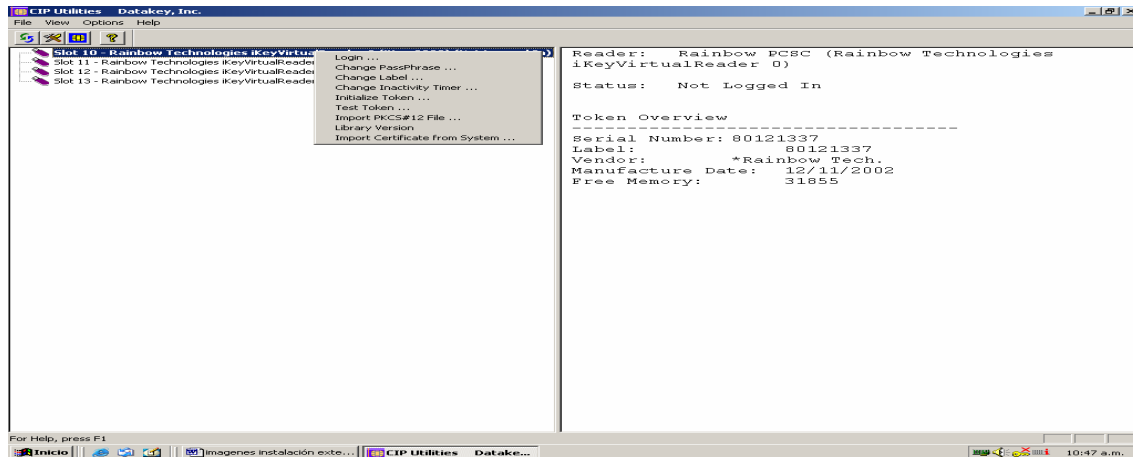 CIP Utilities Datakey, Inc.
File View Options Help
Slot 10 - Rainbow Technologies iKeyVirtual
Slot 11 - Rainbow Technologies iKeyVirtualReader
Slot 12 - Rainbow Technologies iKeyVirtualReader
Slot 13 - Rainbow Technologies iKeyVirtualReader
Login ...
Change PassPhrase ...
Change Label ...
Change Inactivity Timer ...
Initialize Token ...
Test Token ...
Import PKCS#12 File ...
Library Version
Import Certificate from System ...
Reader: Rainbow PCSC (Rainbow Technologies
iKeyVirtualReader 0)
Status: Not Logged In
Token Overview
------------------------------------
Serial Number: 80121337
Label: 80121337
Vendor: *Rainbow Tech.
Manufacture Date: 12/11/2002
Free Memory: 31855
For Help, press F1
Inicio
imagenes instalación exte...
CIP Utilities Datake...
10:47 a.m.